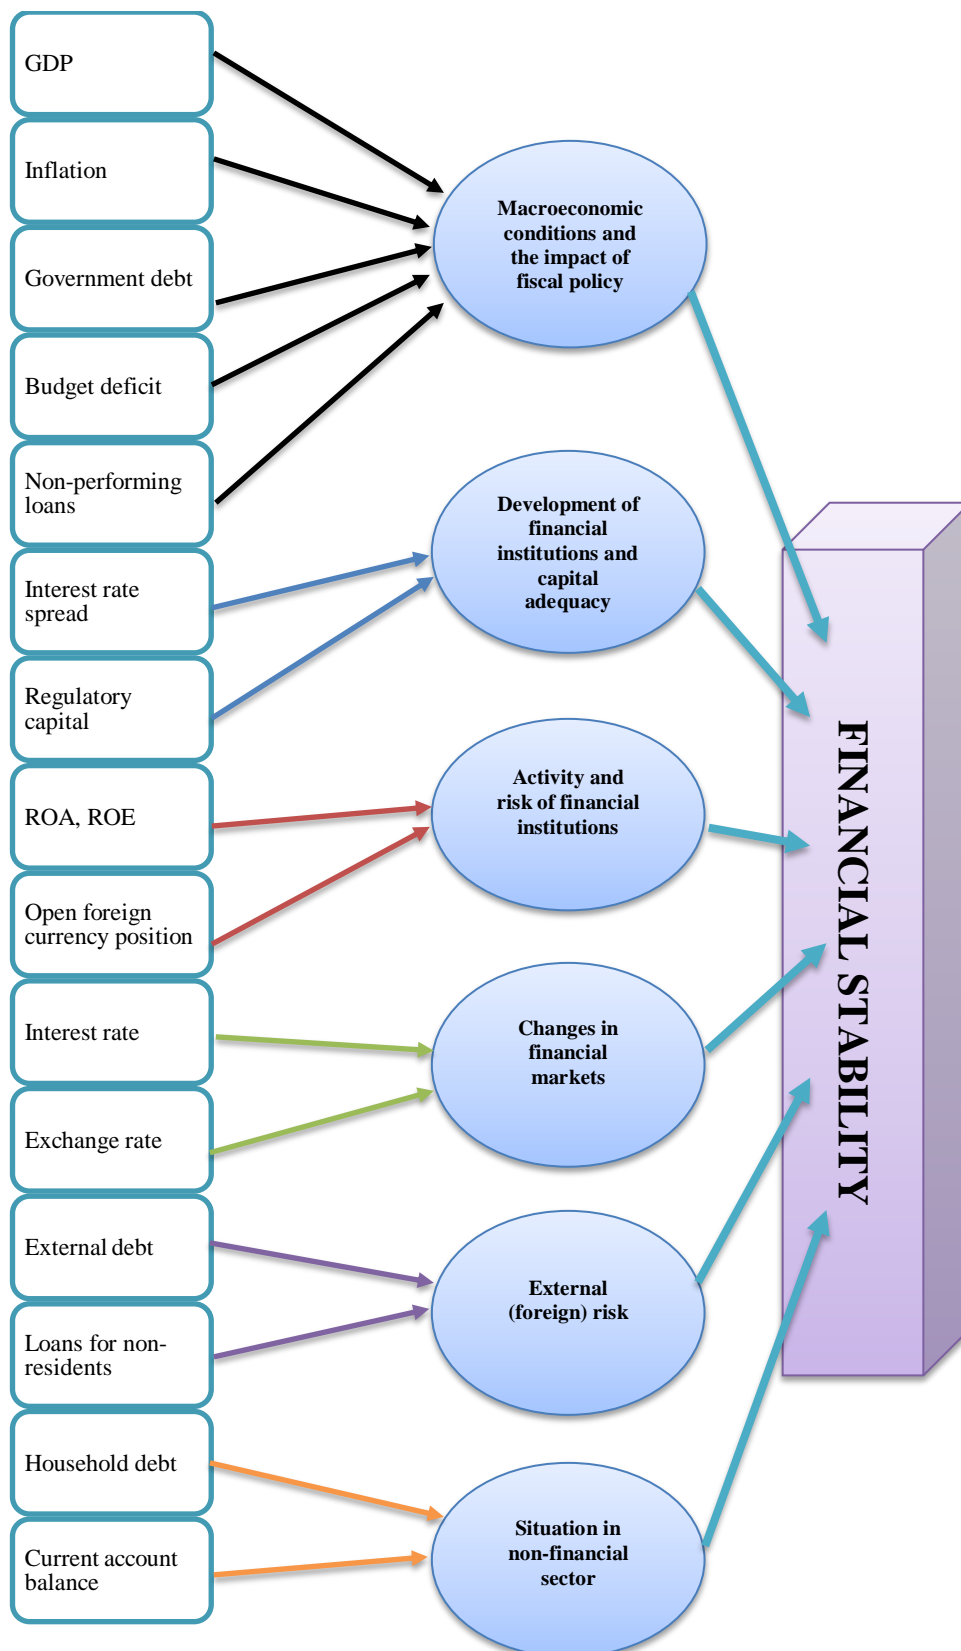 GDP
Inflation
Government debt
Budget deficit
Non-performing
loans
Interest rate
spread
Regulatory
capital
ROA, ROE
Open foreign
currency position
Interest rate
Exchange rate
External debt
Loans for non-
residents
Household debt
Current account
balance
Macroeconomic
conditions and
the impact of
fiscal policy
Development of
financial
institutions and
capital
adequacy
Activity and
risk of financial
institutions
Changes in
financial
markets
External
(foreign) risk
Situation in
non-financial
sector
FINANCIAL STABILITY